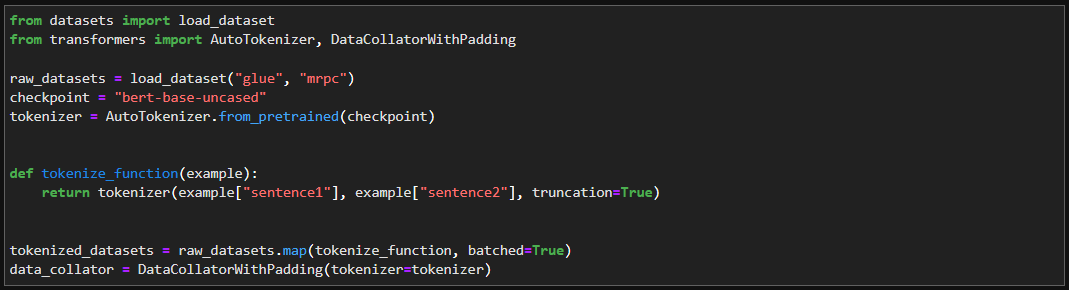 from datasets import load_dataset
from transformers import AutoTokenizer, DataCollatorWithPadding
raw_datasets = load_dataset("glue", "mrpc")
checkpoint = "bert-base-uncased"
tokenizer = AutoTokenizer.from_pretrained(checkpoint)
def tokenize_function(example):
    return tokenizer(example["sentence1"], example["sentence2"], truncation=True)
tokenized_datasets = raw_datasets.map(tokenize_function, batched=True)
data_collator = DataCollatorWithPadding(tokenizer=tokenizer)